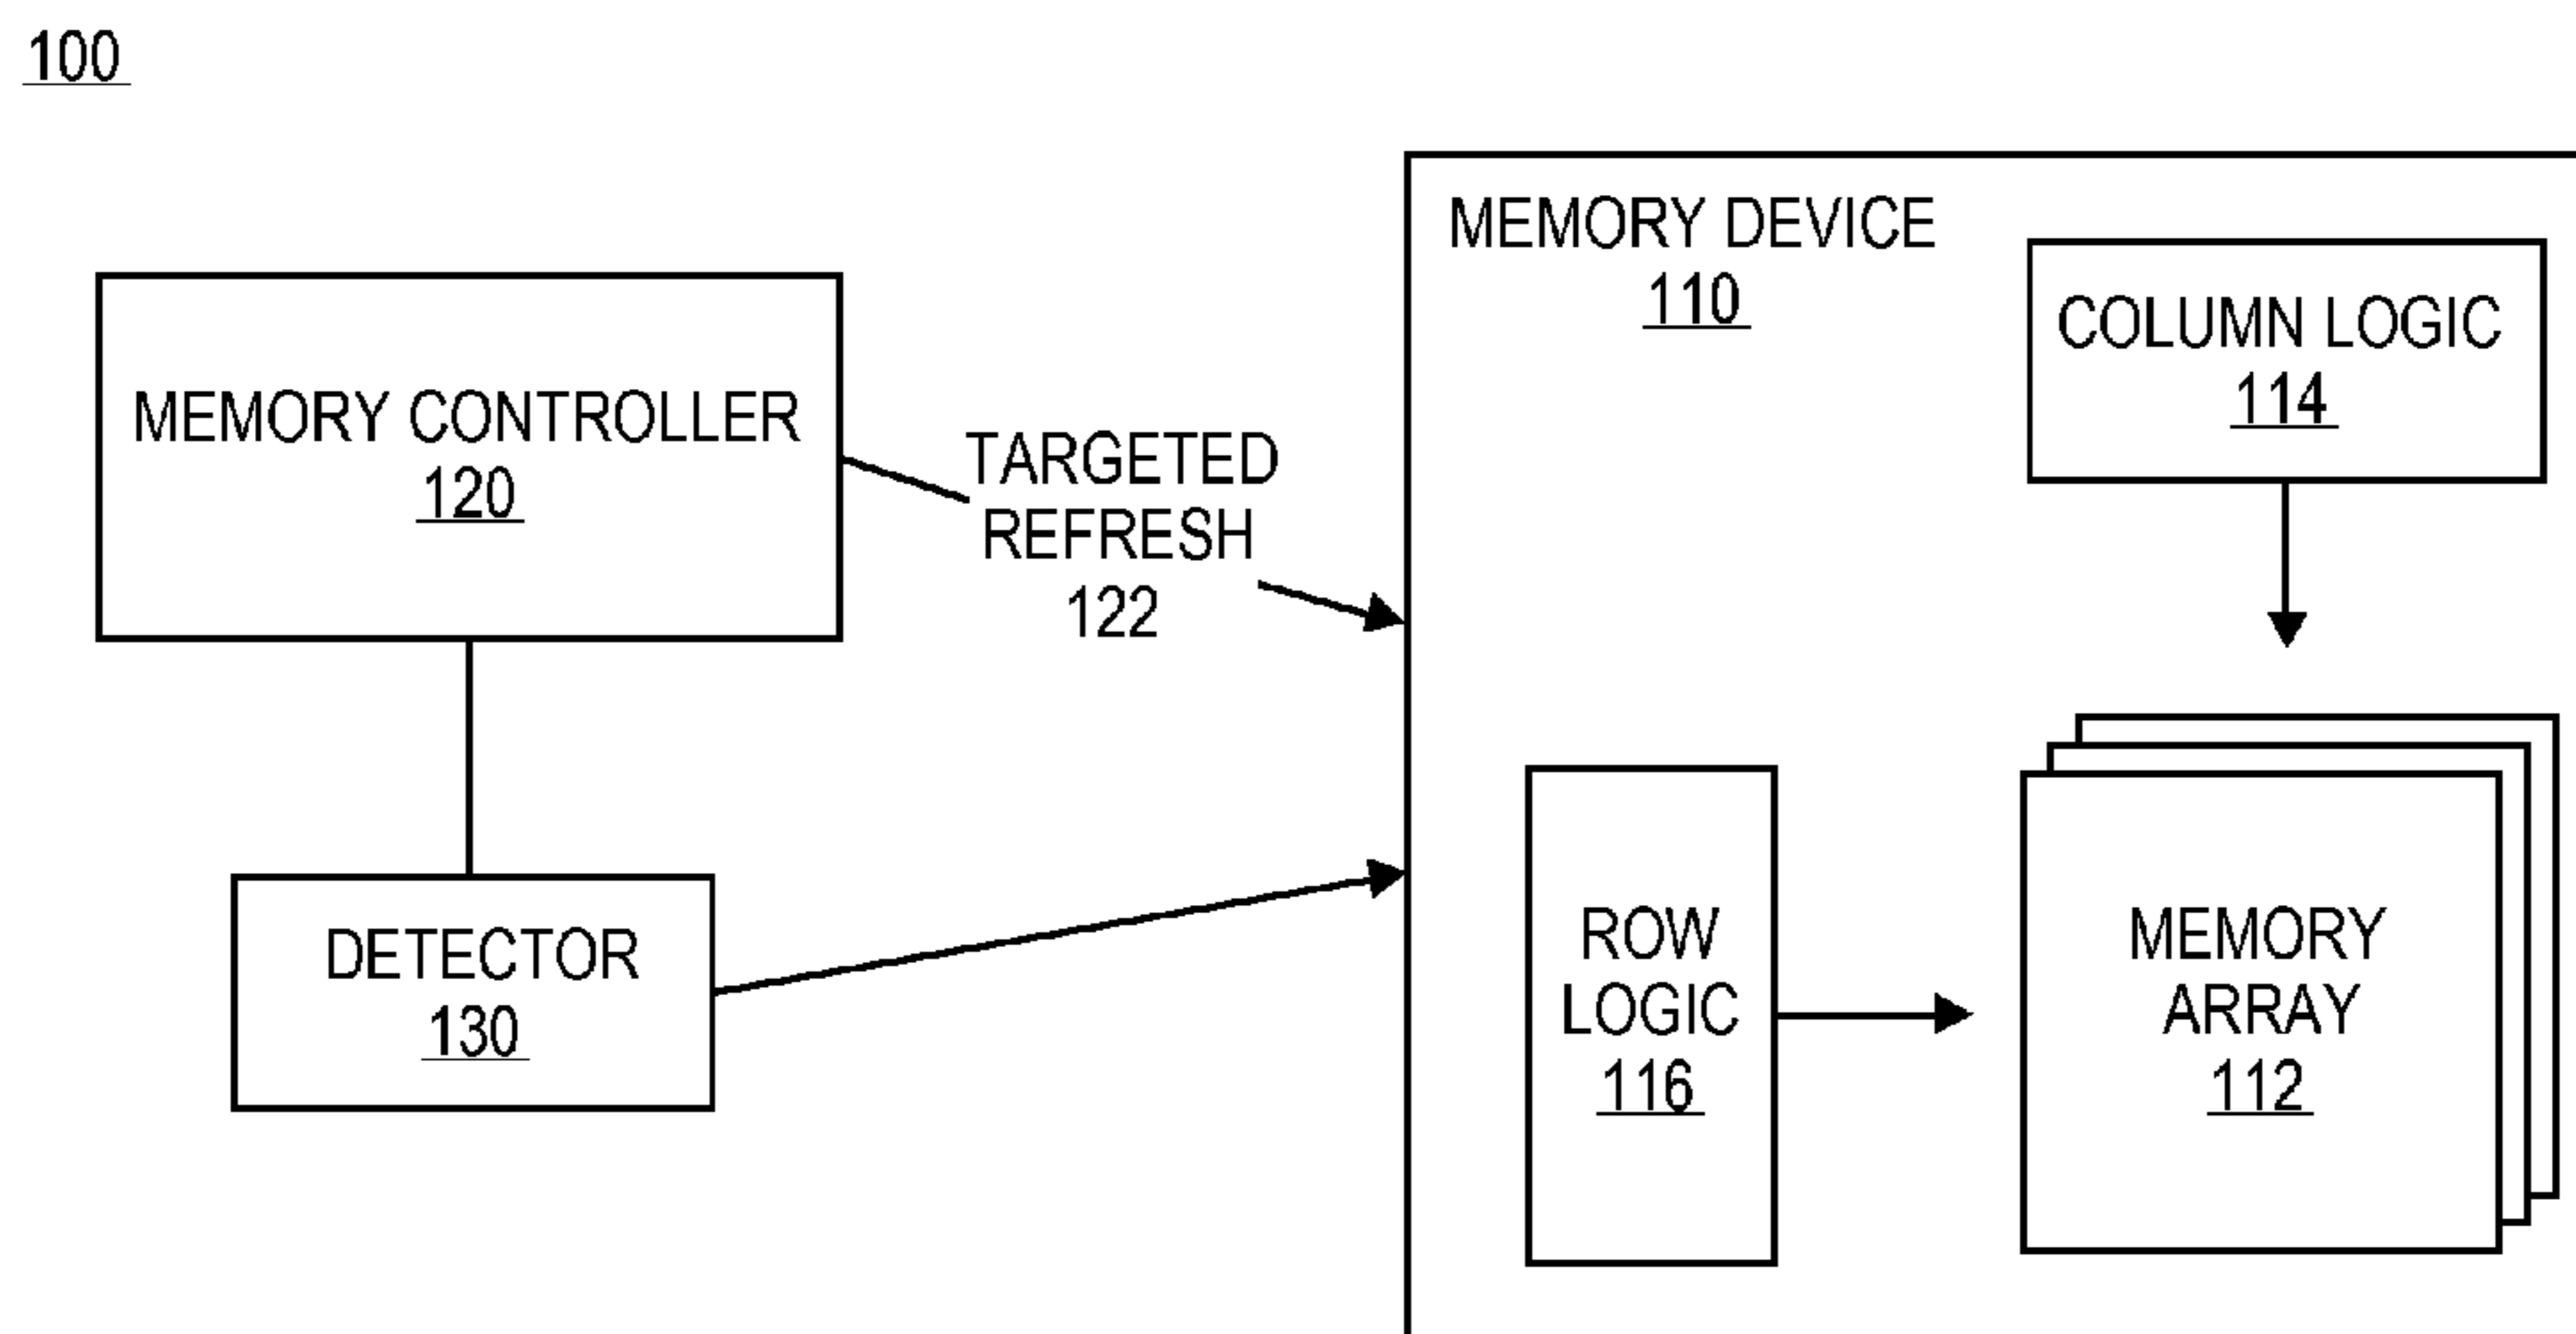 100
MEMORY CONTROLLER
120
TARGETED
REFRESH
122
DETECTOR
130
MEMORY DEVICE
110
COLUMN LOGIC
114
ROW
LOGIC
116
MEMORY
ARRAY
112